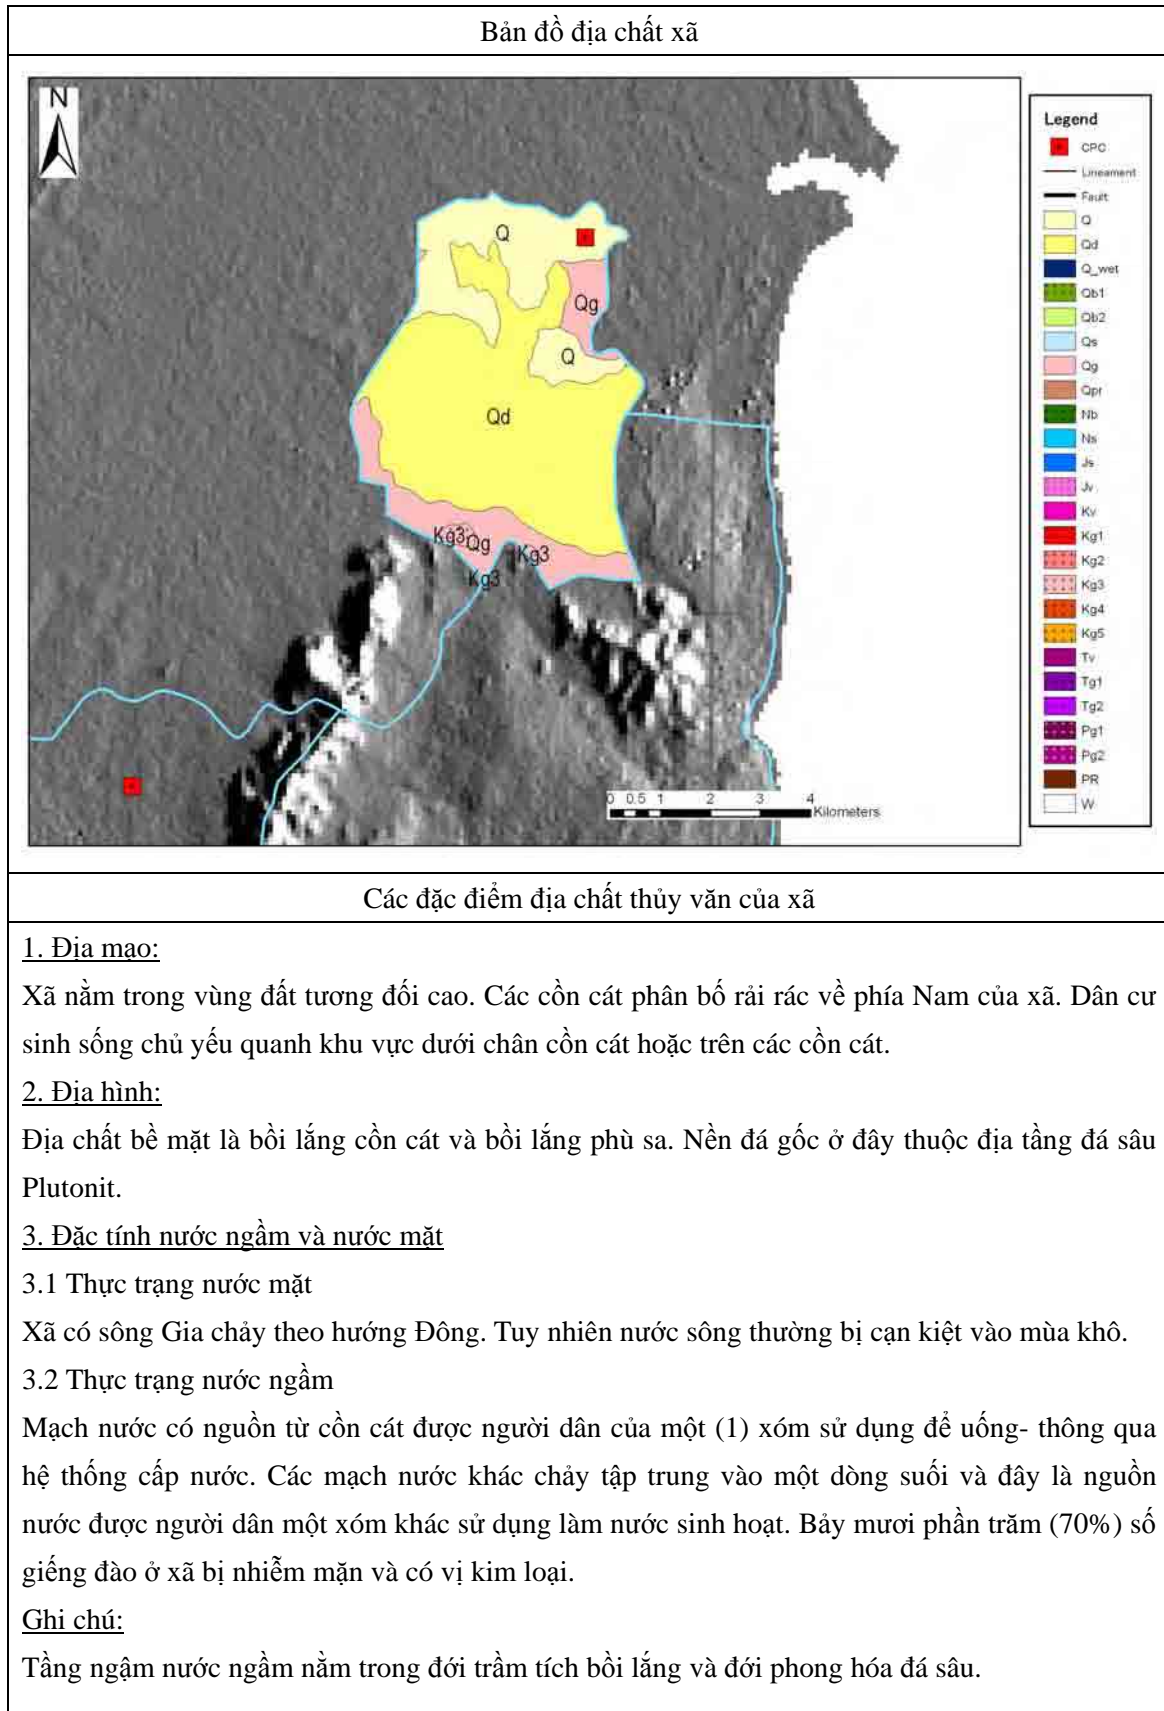 Bản đồ địa chất xã
N
Legend
CPC
Lineament
Fault
Q
Qd
Q_wet
Qb1
Qb2
Qs
Qg
Qpr
Nb
Ns
Js
Jv
Kv
Kg1
Kg2
Kg3
Kg4
Kg5
Tv
Tg1
Tg2
Pg1
Pg2
PR
W
Q
Qg
Q
Qd
Kg3
Qg
Kg3
Kg3
0 0.5 1 2 3 4
Kilometers
Các đặc điểm địa chất thủy văn của xã
1. Địa mạo:
Xã nằm trong vùng đất tương đối cao. Các cồn cát phân bố rải rác về phía Nam của xã. Dân cư
sinh sống chủ yếu quanh khu vực dưới chân cồn cát hoặc trên các cồn cát.
2. Địa hình:
Địa chất bề mặt là bồi lắng cồn cát và bồi lắng phù sa. Nền đá gốc ở đây thuộc địa tầng đá sâu
Plutonit.
3. Đặc tính nước ngầm và nước mặt
3.1 Thực trạng nước mặt
Xã có sông Gia chảy theo hướng Đông. Tuy nhiên nước sông thường bị cạn kiệt vào mùa khô.
3.2 Thực trạng nước ngầm
Mạch nước có nguồn từ cồn cát được người dân của một (1) xóm sử dụng để uống- thông qua
hệ thống cấp nước. Các mạch nước khác chảy tập trung vào một dòng suối và đây là nguồn
nước được người dân một xóm khác sử dụng làm nước sinh hoạt. Bảy mươi phần trăm (70%) số
giếng đào ở xã bị nhiễm mặn và có vị kim loại.
Ghi chú:
Tầng ngậm nước ngầm nằm trong đới trầm tích bồi lắng và đới phong hóa đá sâu.